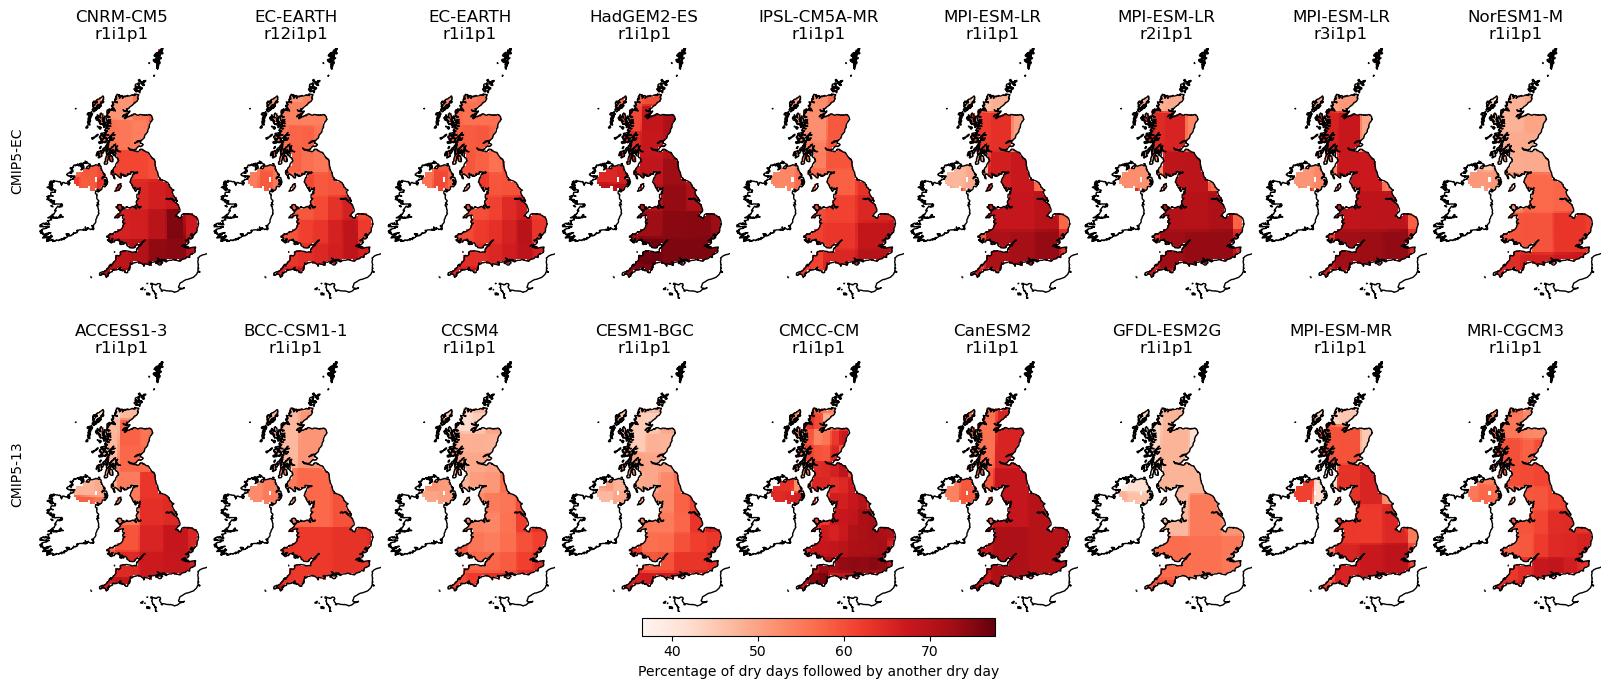 CNRM-CM5
r1i1p1
EC-EARTH
r12i1p1
EC-EARTH
r1i1p1
HadGEM2-ES
r1i1p1
IPSL-CM5A-MR
r1i1p1
MPI-ESM-LR
r1i1p1
MPI-ESM-LR
r2i1p1
MPI-ESM-LR
r3i1p1
NorESM1-M
r1i1p1
CMIP5-EC
ACCESS1-3
r1i1p1
BCC-CSM1-1
r1i1p1
CCSM4
r1i1p1
CESM1-BGC
r1i1p1
CMCC-CM
r1i1p1
CanESM2
r1i1p1
GFDL-ESM2G
r1i1p1
MPI-ESM-MR
r1i1p1
MRI-CGCM3
r1i1p1
CMIP5-13
40 50 60 70
Percentage of dry days followed by another dry day